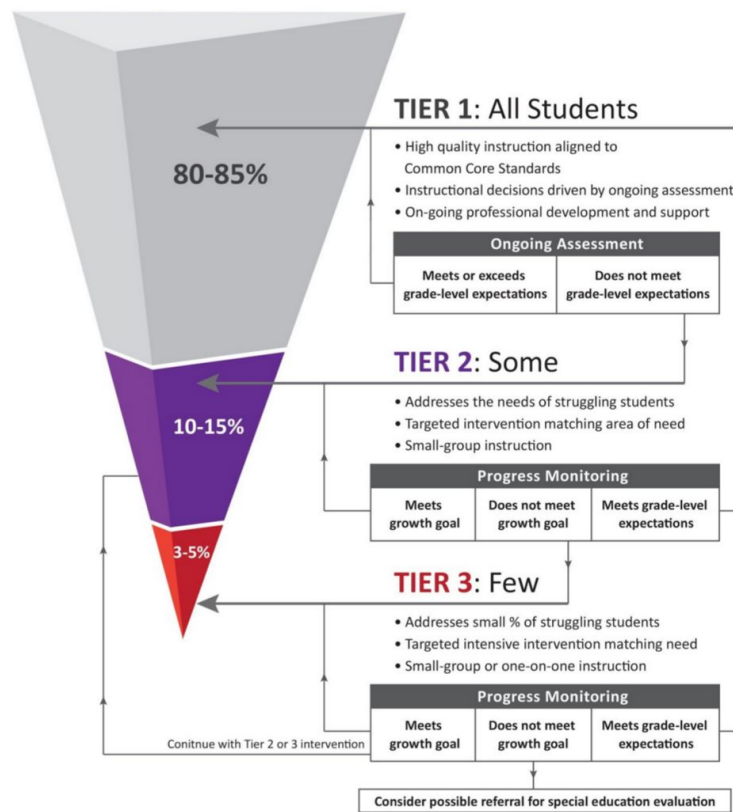 TIER 1: All Students
• High quality instruction aligned to
Common Core Standards
• Instructional decisions driven by ongoing assessment
• On-going professional development and support
80-85%
Ongoing Assessment
Meets or exceeds
grade-level expectations
Does not meet
grade-level expectations
TIER 2: Some
• Addresses the needs of struggling students
• Targeted intervention matching area of need
• Small-group instruction
10-15%
Progress Monitoring
Meets
growth goal
Does not meet
growth goal
Meets grade-level
expectations
3-5%
TIER 3: Few
• Addresses small % of struggling students
• Targeted intensive intervention matching need
• Small-group or one-on-one instruction
Progress Monitoring
Meets
growth goal
Does not meet
growth goal
Meets grade-level
expectations
Conitnue with Tier 2 or 3 intervention
Consider possible referral for special education evaluation